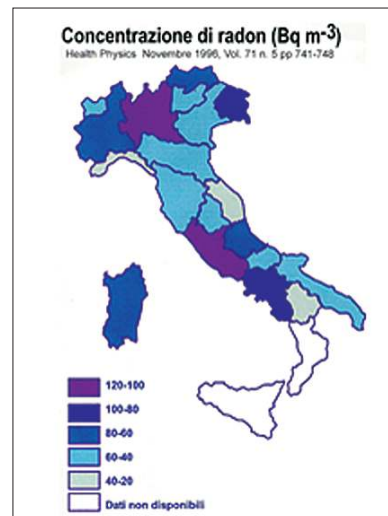 Concentrazione di radon (Bq m-3)
Health Physics Novembre 1996, Vol. 71 n. 5 pp 741-748
120-100
100-80
80-60
60-40
40-20
Dati non disponibili